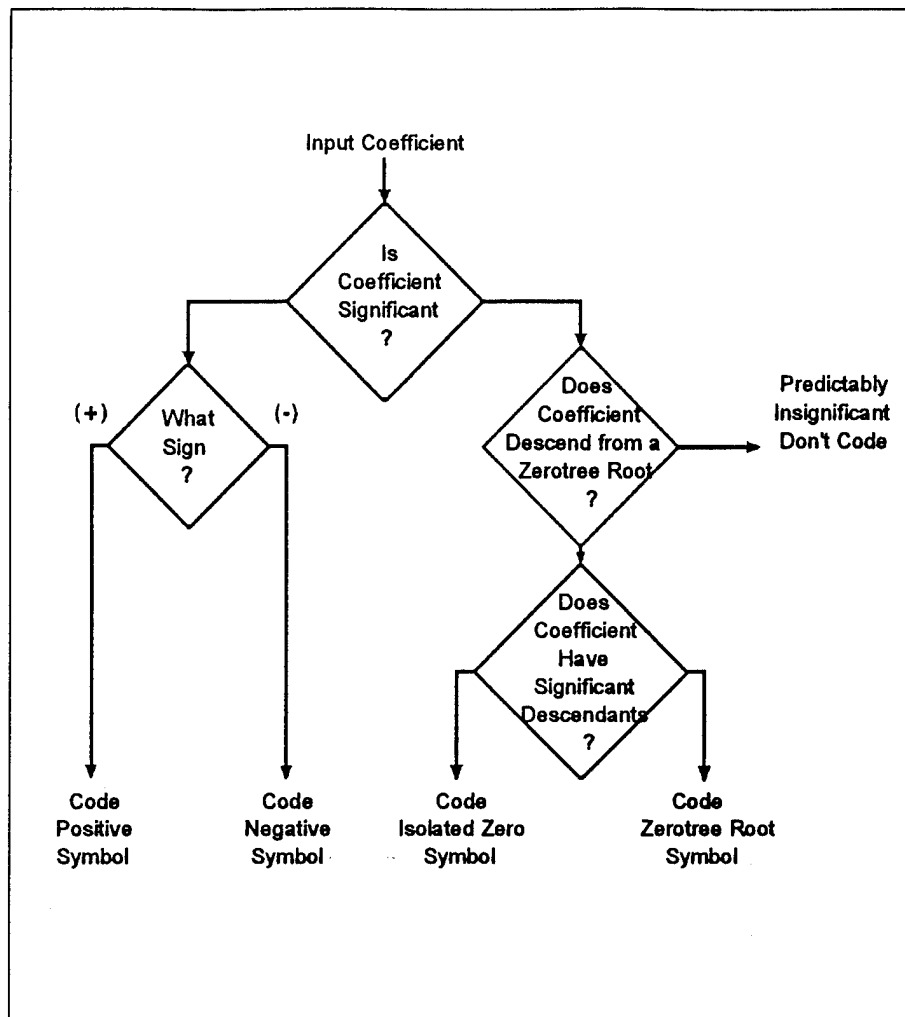 Input Coefficient
Is
Coefficient
Significant
?
(+)
What
Sign
?
(-)
Does
Coefficient
Descend from a
Zerotree Root
?
Predictably
Insignificant
Don't Code
Does
Coefficient
Have
Significant
Descendants
?
Code
Positive
Symbol
Code
Negative
Symbol
Code
Isolated Zero
Symbol
Code
Zerotree Root
Symbol